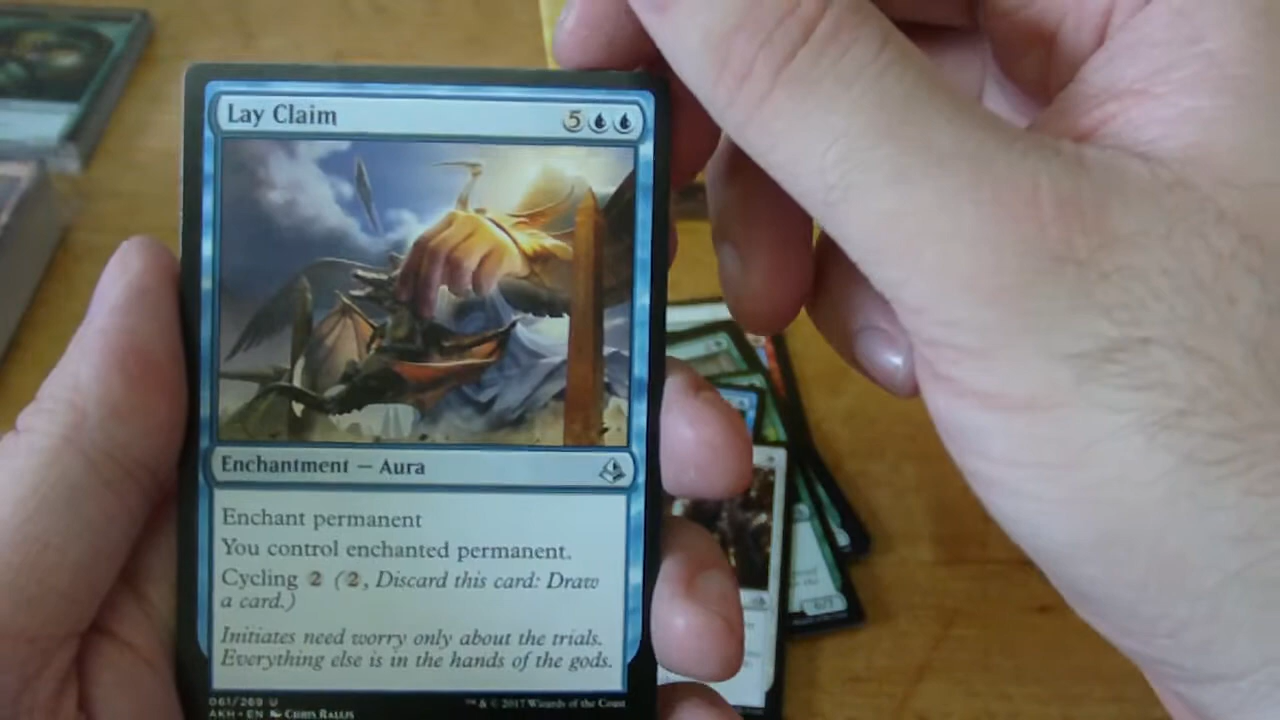 Lay Claim 5
Enchantment — Aura
Enchant permanent
You control enchanted permanent.
Cycling 2 (2, Discard this card: Draw
a card.)
Initiates need worry only about the trials.
Everything else is in the hands of the gods.
061/269 U
™ & © 2017 Wizards of the Coast
AKH • EN Chris Rallis